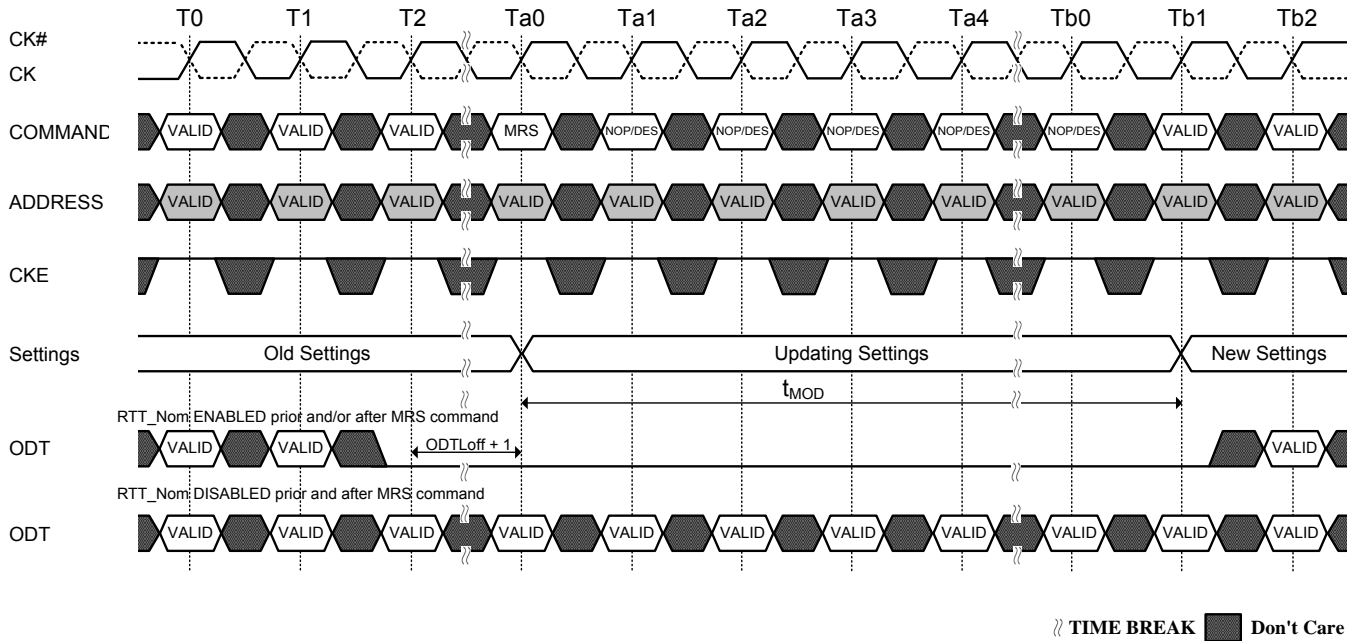 T0 T1 T2 Ta0 Ta1 Ta2 Ta3 Ta4 Tb0 Tb1 Tb2
CK#
CK
COMMAND VALID VALID VALID MRS NOP/DES NOP/DES NOP/DES NOP/DES NOP/DES VALID VALID
ADDRESS VALID VALID VALID VALID VALID VALID VALID VALID VALID VALID VALID
CKE
Settings Old Settings Updating Settings New Settings
tMOD
RTT_Nom ENABLED prior and/or after MRS command
ODT VALID VALID ODTLoff + 1 VALID
RTT_Nom DISABLED prior and after MRS command
ODT VALID VALID VALID VALID VALID VALID VALID VALID VALID VALID VALID
TIME BREAK Don't Care